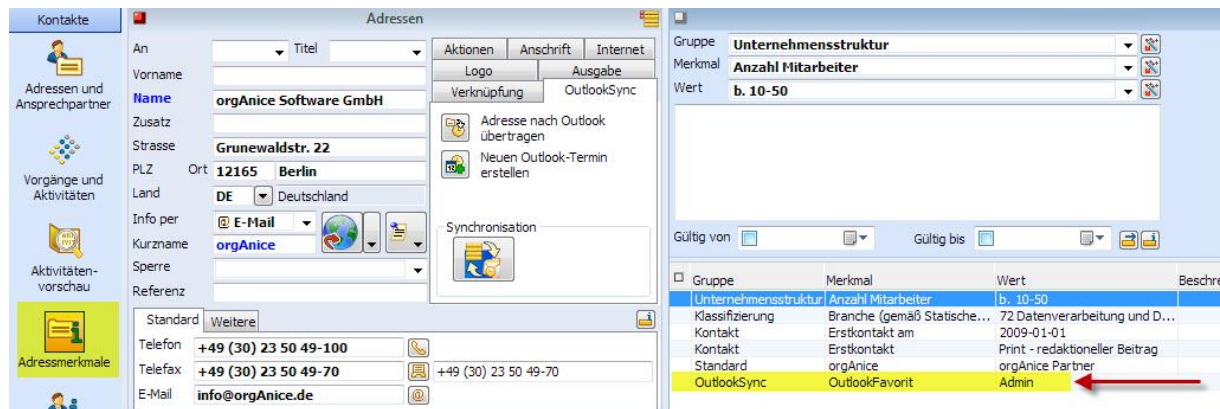 Kontakte
Adressen und
Ansprechpartner
Vorgänge und
Aktivitäten
Aktivitäten-
vorschau
Adressmerkmale
Adressen
An Titel
Vorname
Name orgAnice Software GmbH
Zusatz
Strasse Grunewaldstr. 22
PLZ Ort 12165 Berlin
Land DE Deutschland
Info per @ E-Mail
Kurzname orgAnice
Sperre
Referenz
Aktionen Anschrift Internet
Logo Ausgabe
Verknüpfung OutlookSync
Adresse nach Outlook
übertragen
Neuen Outlook-Termin
erstellen
Synchronisation
Standard Weitere
Telefon +49 (30) 23 50 49-100
Telefax +49 (30) 23 50 49-70 +49 (30) 23 50 49-70
E-Mail info@orgAnice.de
Gruppe Unternehmensstruktur
Merkmal Anzahl Mitarbeiter
Wert b. 10-50
Gültig von Gültig bis
Gruppe Merkmal Wert Beschre
Unternehmensstruktur Anzahl Mitarbeiter b. 10-50
Klassifizierung Branche (gemäß Statische... 72 Datenverarbeitung und D...
Kontakt Erstkontakt am 2009-01-01
Kontakt Erstkontakt Print - redaktioneller Beitrag
Standard orgAnice orgAnice Partner
OutlookSync OutlookFavorit Admin